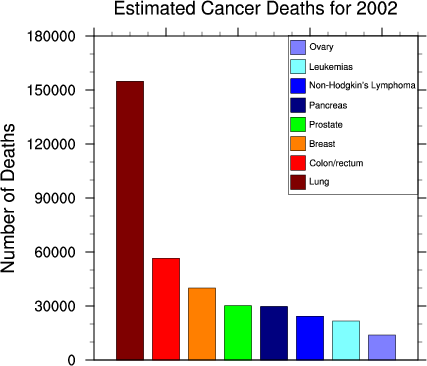 Estimated Cancer Deaths for 2002
Number of Deaths
180000
150000
120000
90000
60000
30000
0
Ovary
Leukemias
Non-Hodgkin's Lymphoma
Pancreas
Prostate
Breast
Colon/rectum
Lung